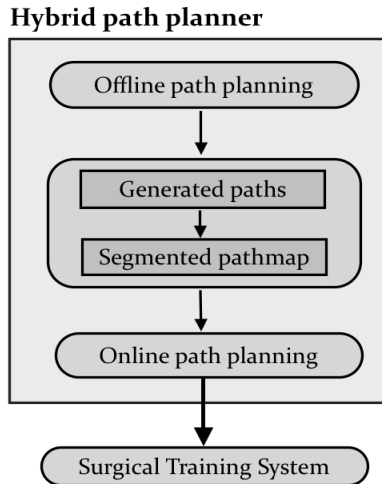 Hybrid path planner
Offline path planning
Generated paths
Segmented pathmap
Online path planning
Surgical Training System